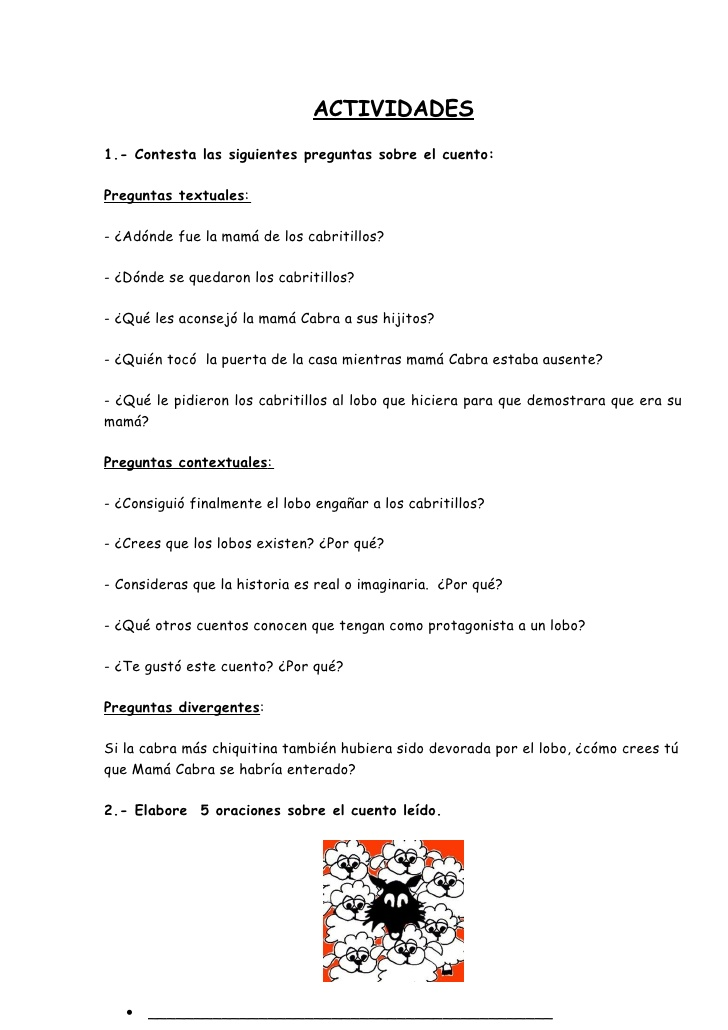 ACTIVIDADES
1.- Contesta las siguientes preguntas sobre el cuento:
Preguntas textuales:
- ¿Adónde fue la mamá de los cabritillos?
- ¿Dónde se quedaron los cabritillos?
- ¿Qué les aconsejó la mamá Cabra a sus hijitos?
- ¿Quién tocó  la puerta de la casa mientras mamá Cabra estaba ausente?
- ¿Qué le pidieron los cabritillos al lobo que hiciera para que demostrara que era su
mamá?
Preguntas contextuales:
- ¿Consiguió finalmente el lobo engañar a los cabritillos?
- ¿Crees que los lobos existen? ¿Por qué?
- Consideras que la historia es real o imaginaria.  ¿Por qué?
- ¿Qué otros cuentos conocen que tengan como protagonista a un lobo?
- ¿Te gustó este cuento? ¿Por qué?
Preguntas divergentes:
Si la cabra más chiquitina también hubiera sido devorada por el lobo, ¿cómo crees tú
que Mamá Cabra se habría enterado?
2.- Elabore  5 oraciones sobre el cuento leído.